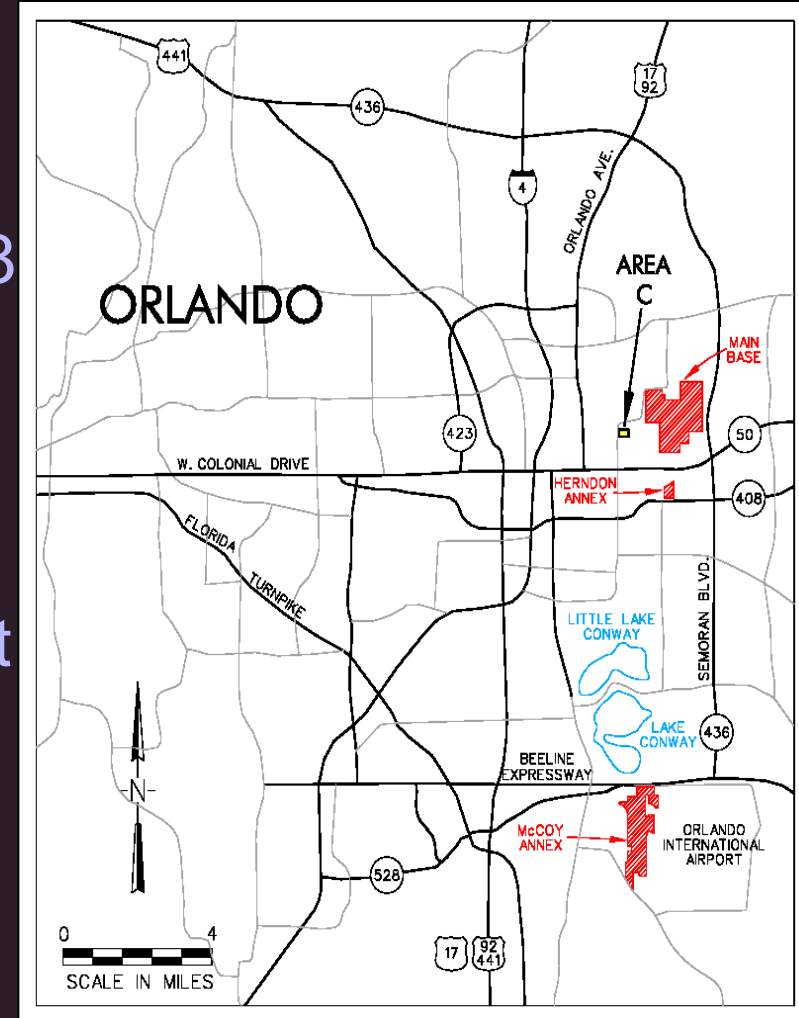 441
436
17
92
4
ORLANDO AVE.
3
AREA
C
ORLANDO
MAIN
BASE
423
50
W. COLONIAL DRIVE
HERNDON
ANNEX
408
FLORIDA
TURNPIKE
LITTLE LAKE
CONWAY
SEMORAN BLVD.
t
LAKE
CONWAY
436
BEELINE
EXPRESSWAY
-N-
McCOY
ANNEX
ORLANDO
INTERNATIONAL
AIRPORT
528
0 4
SCALE IN MILES
17
92
441